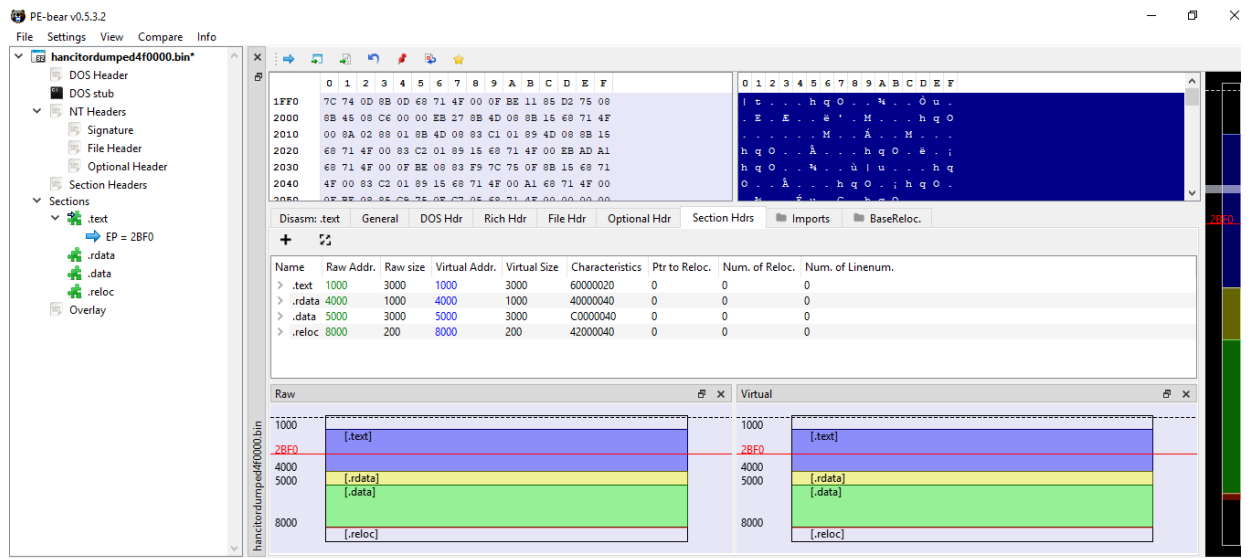 PE-bear v0.5.3.2
File Settings View Compare Info
hancitordumped4f0000.bin*
DOS Header
DOS stub
NT Headers
Signature
File Header
Optional Header
Section Headers
Sections
.text
EP = 2BF0
.rdata
.data
.reloc
Overlay
hancitordumped4f0000.bin
0 1 2 3 4 5 6 7 8 9 A B C D E F
1FF0 7C 74 0D 8B 0D 68 71 4F 00 0F BE 11 85 D2 75 08
2000 8B 45 08 C6 00 00 EB 27 8B 4D 08 8B 15 68 71 4F
2010 00 8A 02 88 01 8B 4D 08 83 C1 01 89 4D 08 8B 15
2020 68 71 4F 00 83 C2 01 89 15 68 71 4F 00 EB AD A1
2030 68 71 4F 00 0F BE 08 83 F9 7C 75 0F 8B 15 68 71
2040 4F 00 83 C2 01 89 15 68 71 4F 00 A1 68 71 4F 00
0 1 2 3 4 5 6 7 8 9 A B C D E F
| t . . . h q O . . ¾ . . Ò u .
. E . Æ . . ë ' . M . . . h q O
. . . . . . M . . Á . . M . . .
h q O . . Â . . . h q O . ë . ¡
h q O . . ¾ . . ù | u . . . h q
O . . Â . . . h q O . ¡ h q O .
Disasm: .text General DOS Hdr Rich Hdr File Hdr Optional Hdr Section Hdrs Imports BaseReloc.
Name Raw Addr. Raw size Virtual Addr. Virtual Size Characteristics Ptr to Reloc. Num. of Reloc. Num. of Linenum.
> .text 1000 3000 1000 3000 60000020 0 0 0
> .rdata 4000 1000 4000 1000 40000040 0 0 0
> .data 5000 3000 5000 3000 C0000040 0 0 0
> .reloc 8000 200 8000 200 42000040 0 0 0
Raw
1000
[.text]
2BF0
4000
[.rdata]
5000
[.data]
8000
[.reloc]
Virtual
1000
[.text]
2BF0
4000
[.rdata]
5000
[.data]
8000
[.reloc]
2BF0